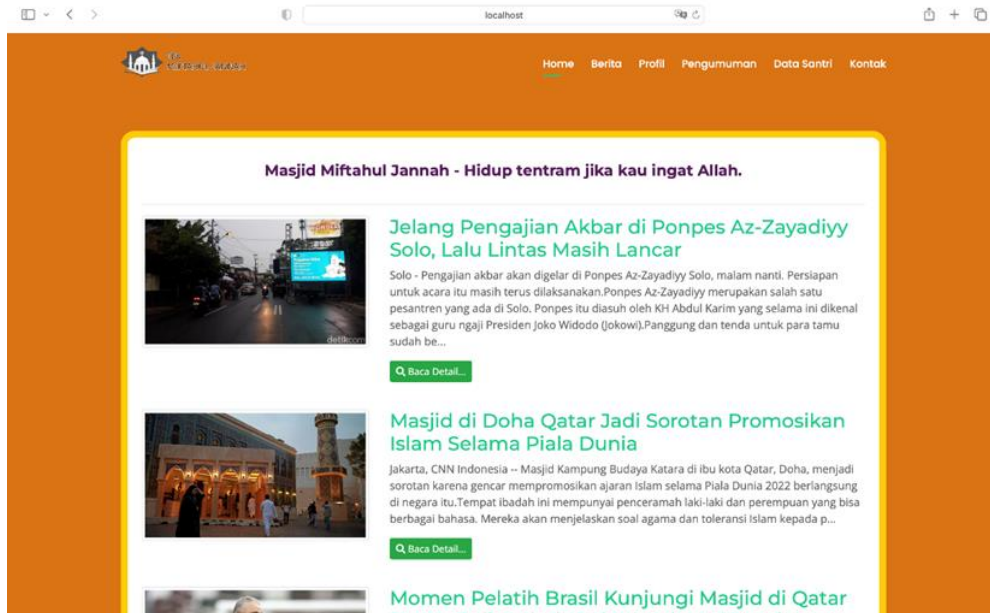 localhost
Home Berita Profil Pengumuman Data Santri Kontak
Masjid Miftahul Jannah - Hidup tentram jika kau ingat Allah.
Jelang Pengajian Akbar di Ponpes Az-Zayadiyy
Solo, Lalu Lintas Masih Lancar
Solo - Pengajian akbar akan digelar di Ponpes Az-Zayadiyy Solo, malam nanti. Persiapan
untuk acara itu masih terus dilaksanakan.Ponpes Az-Zayadiyy merupakan salah satu
pesantren yang ada di Solo. Ponpes itu diasuh oleh KH Abdul Karim yang selama ini dikenal
sebagai guru ngaji Presiden Joko Widodo (Jokowi).Panggung dan tenda untuk para tamu
sudah be...
detikcom
Baca Detail...
Masjid di Doha Qatar Jadi Sorotan Promosikan
Islam Selama Piala Dunia
Jakarta, CNN Indonesia -- Masjid Kampung Budaya Katara di ibu kota Qatar, Doha, menjadi
sorotan karena gencar mempromosikan ajaran Islam selama Piala Dunia 2022 berlangsung
di negara itu.Tempat ibadah ini mempunyai penceramah laki-laki dan perempuan yang bisa
berbagai bahasa. Mereka akan menjelaskan soal agama dan toleransi Islam kepada p...
Baca Detail...
Momen Pelatih Brasil Kunjungi Masjid di Qatar